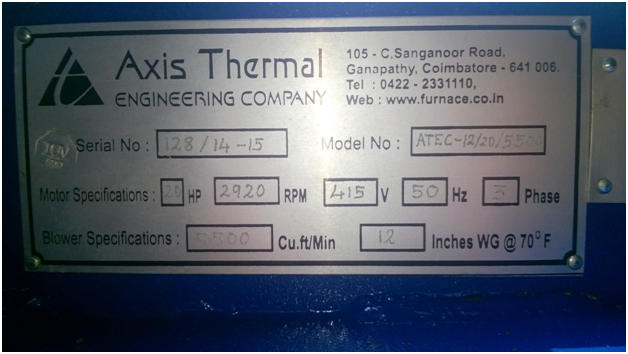 Axis Thermal
ENGINEERING COMPANY
105 - C,Sanganoor Road,
Ganapathy, Coimbatore - 641 006.
Tel : 0422 - 2331110,
Web : www.furnace.co.in
Serial No : 128/14-15 Model No : ATEC-12/20/5500
Motor Specifications : 20 HP 2920 RPM 415 V 50 Hz 3 Phase
Blower Specifications : 5500 Cu.ft/Min 12 Inches WG @ 70° F